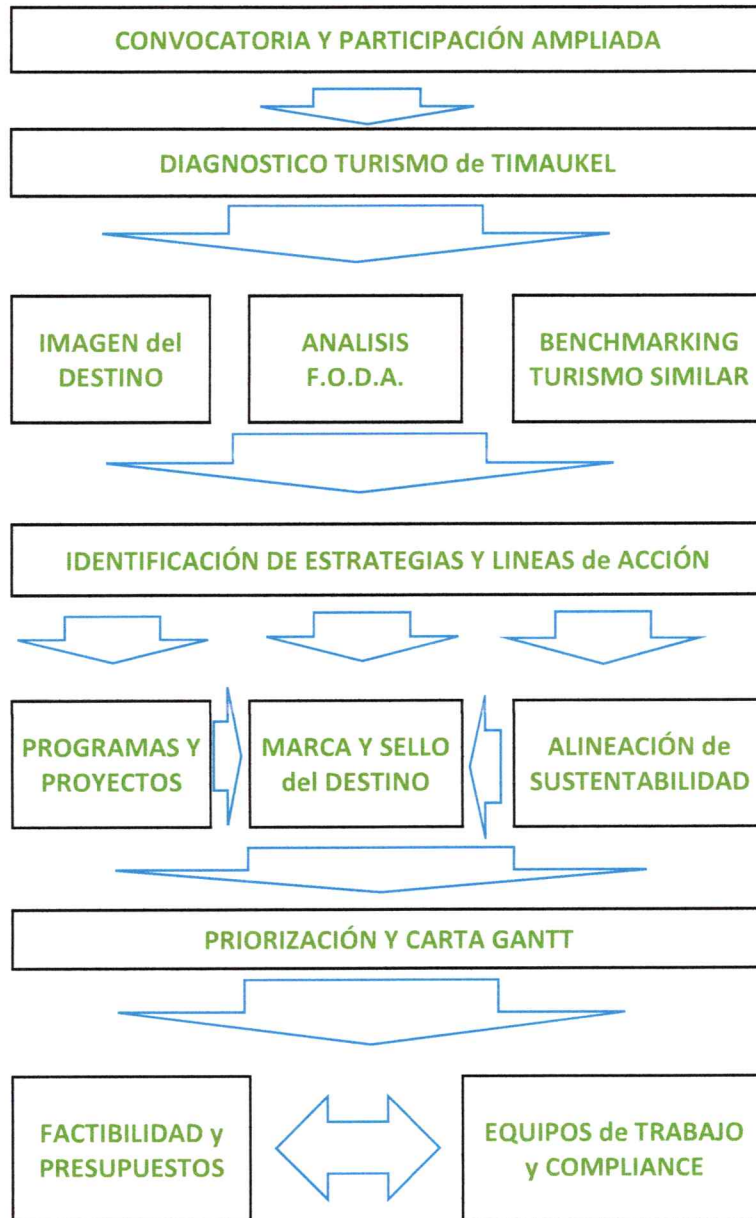 CONVOCATORIA Y PARTICIPACIÓN AMPLIADA
DIAGNOSTICO TURISMO de TIMAUKEL
IMAGEN del
DESTINO
ANALISIS
F.O.D.A.
BENCHMARKING
TURISMO SIMILAR
IDENTIFICACIÓN DE ESTRATEGIAS Y LINEAS de ACCIÓN
PROGRAMAS Y
PROYECTOS
MARCA Y SELLO
del DESTINO
ALINEACIÓN de
SUSTENTABILIDAD
PRIORIZACIÓN Y CARTA GANTT
FACTIBILIDAD y
PRESUPUESTOS
EQUIPOS de TRABAJO
y COMPLIANCE